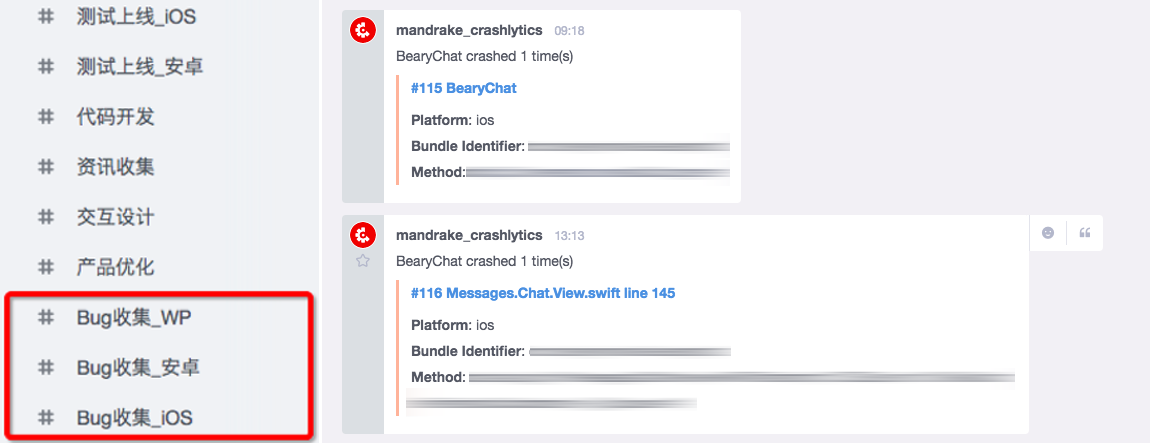 # 测试上线_iOS
# 测试上线_安卓
# 代码开发
# 资讯收集
# 交互设计
# 产品优化
# Bug收集_WP
# Bug收集_安卓
# Bug收集_iOS
mandrake_crashlytics 09:18
BearyChat crashed 1 time(s)
#115 BearyChat
Platform: ios
Bundle Identifier:
Method:
mandrake_crashlytics 13:13
BearyChat crashed 1 time(s)
#116 Messages.Chat.View.swift line 145
Platform: ios
Bundle Identifier:
Method: